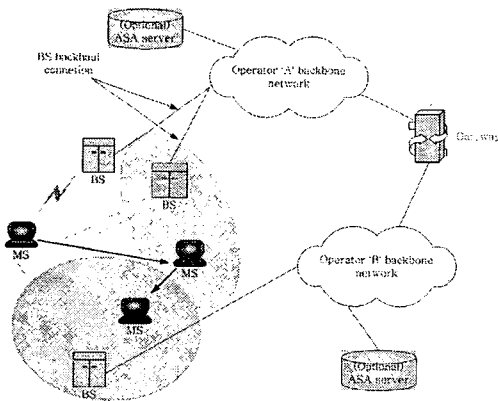 (Optional)
ASA server
BS backhaul
connection
Operator 'A' backbone
network
Gateway
BS
BS
MS
MS
Operator 'B' backbone
network
MS
BS
(Optional)
ASA server